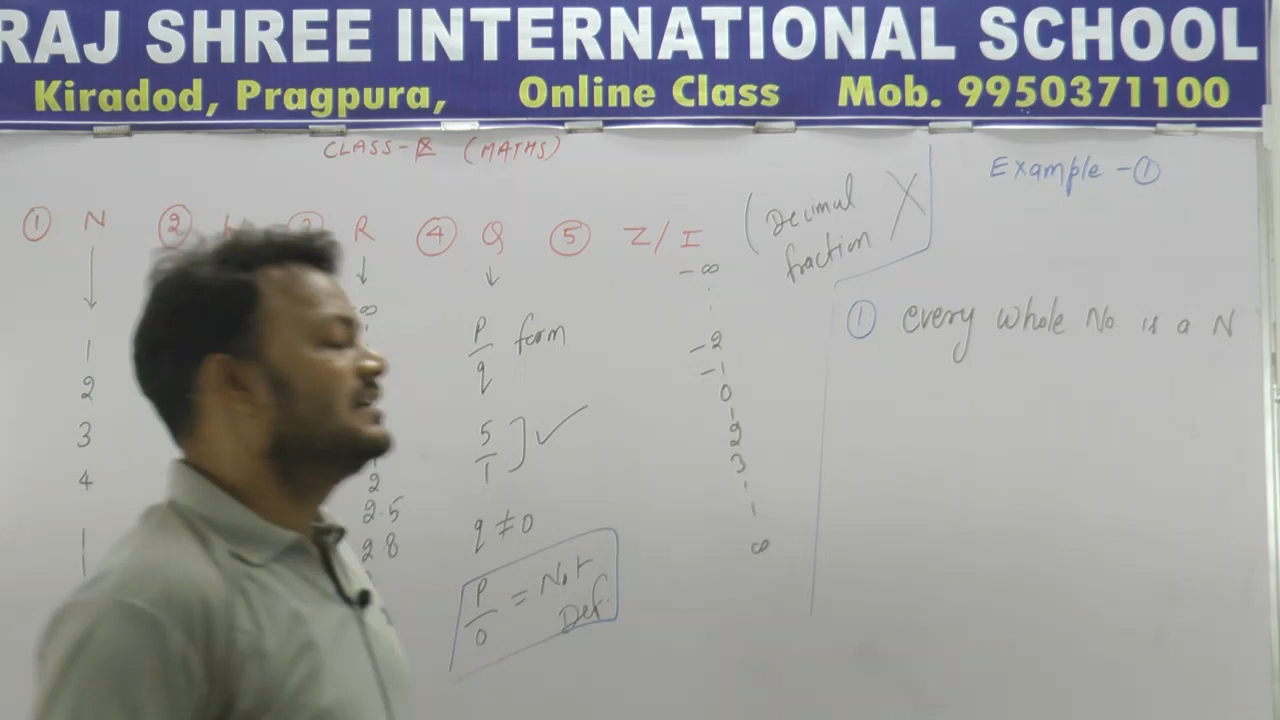 RAJ SHREE INTERNATIONAL SCHOOL
Kiradod, Pragpura, Online Class Mob. 9950371100
CLASS-IX (MATHS)
Example - ①
① N ② ③ R ④ Q ⑤ Z/I
(Decimal
fraction X
↓ ↓ ↓
1
2
3
4
∞
2
2.5
2.8
P/q form
5/1 ] ✓
q ≠ 0
P/0 = Not
Def.
-∞
-2
-1
0
1
2
3
∞
① every whole No. is a N